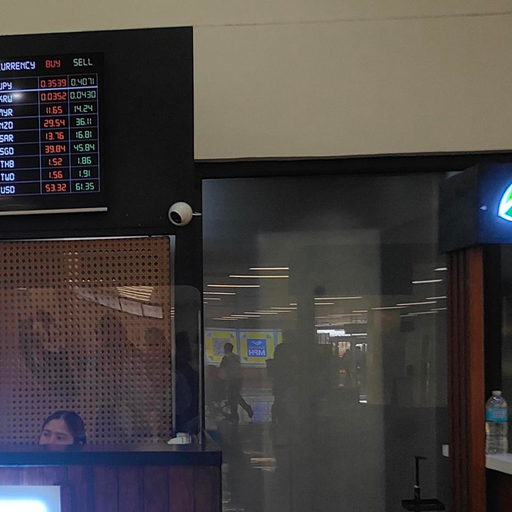 CURRENCY BUY SELL
JPY 0.3539 0.4071
KRW 0.0352 0.0430
MYR 11.65 14.24
NZD 29.54 36.11
SAR 13.76 16.81
SGD 39.84 45.84
THB 1.52 1.86
TWD 1.56 1.91
USD 53.32 61.35
MPH